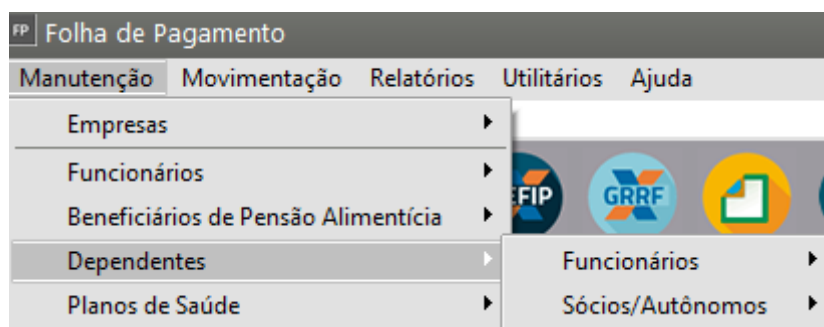 FP Folha de Pagamento
Manutenção Movimentação Relatórios Utilitários Ajuda
Empresas
Funcionários
EFIP GRRF
Beneficiários de Pensão Alimentícia
Dependentes Funcionários
Planos de Saúde Sócios/Autônomos